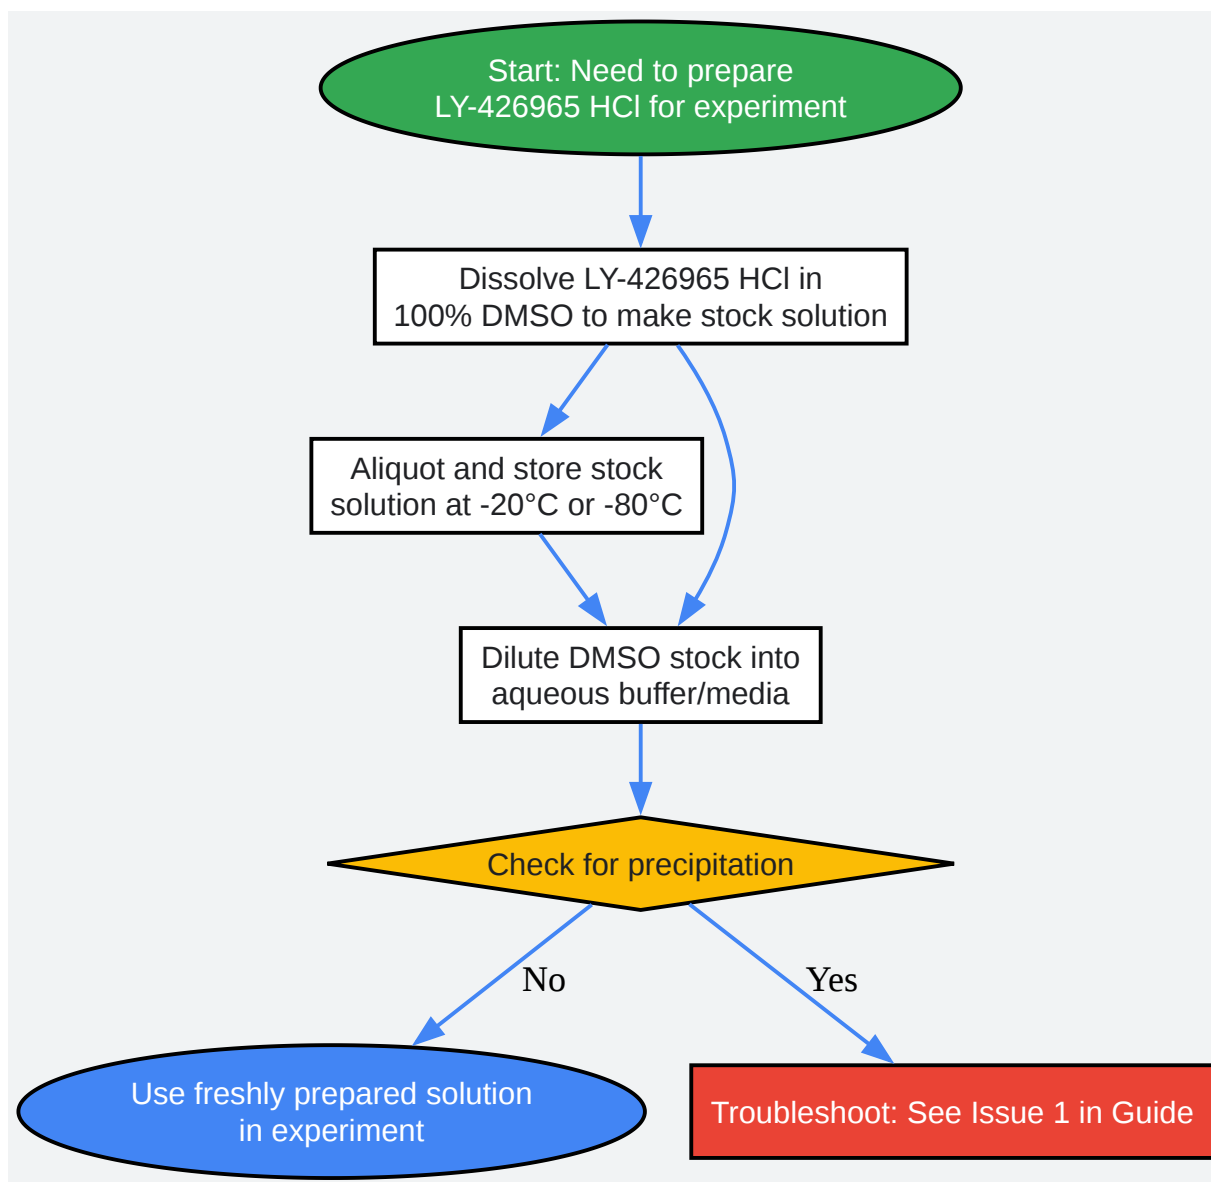 Start: Need to prepare
LY-426965 HCl for experiment
Dissolve LY-426965 HCl in
100% DMSO to make stock solution
Aliquot and store stock
solution at -20°C or -80°C
Dilute DMSO stock into
aqueous buffer/media
Check for precipitation
No
Yes
Use freshly prepared solution
in experiment
Troubleshoot: See Issue 1 in Guide